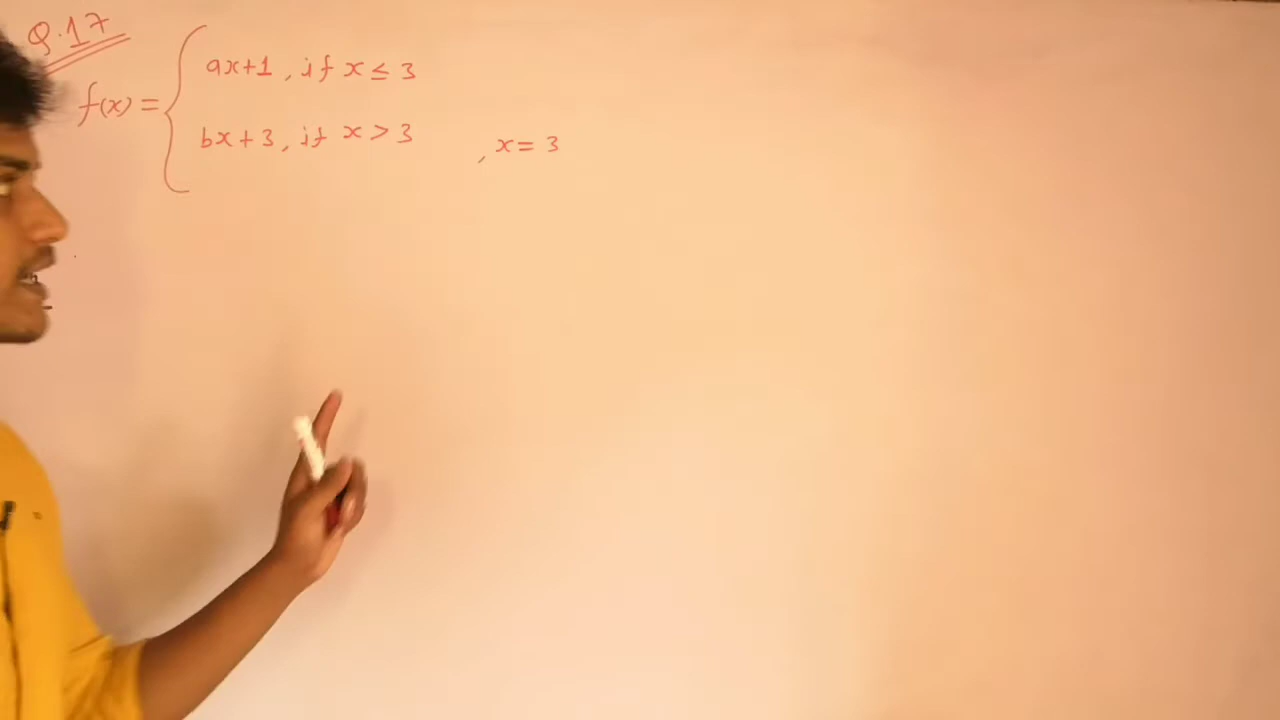 Q.17
f(x) = { ax+1, if x ≤ 3
bx+3, if x > 3 , x = 3